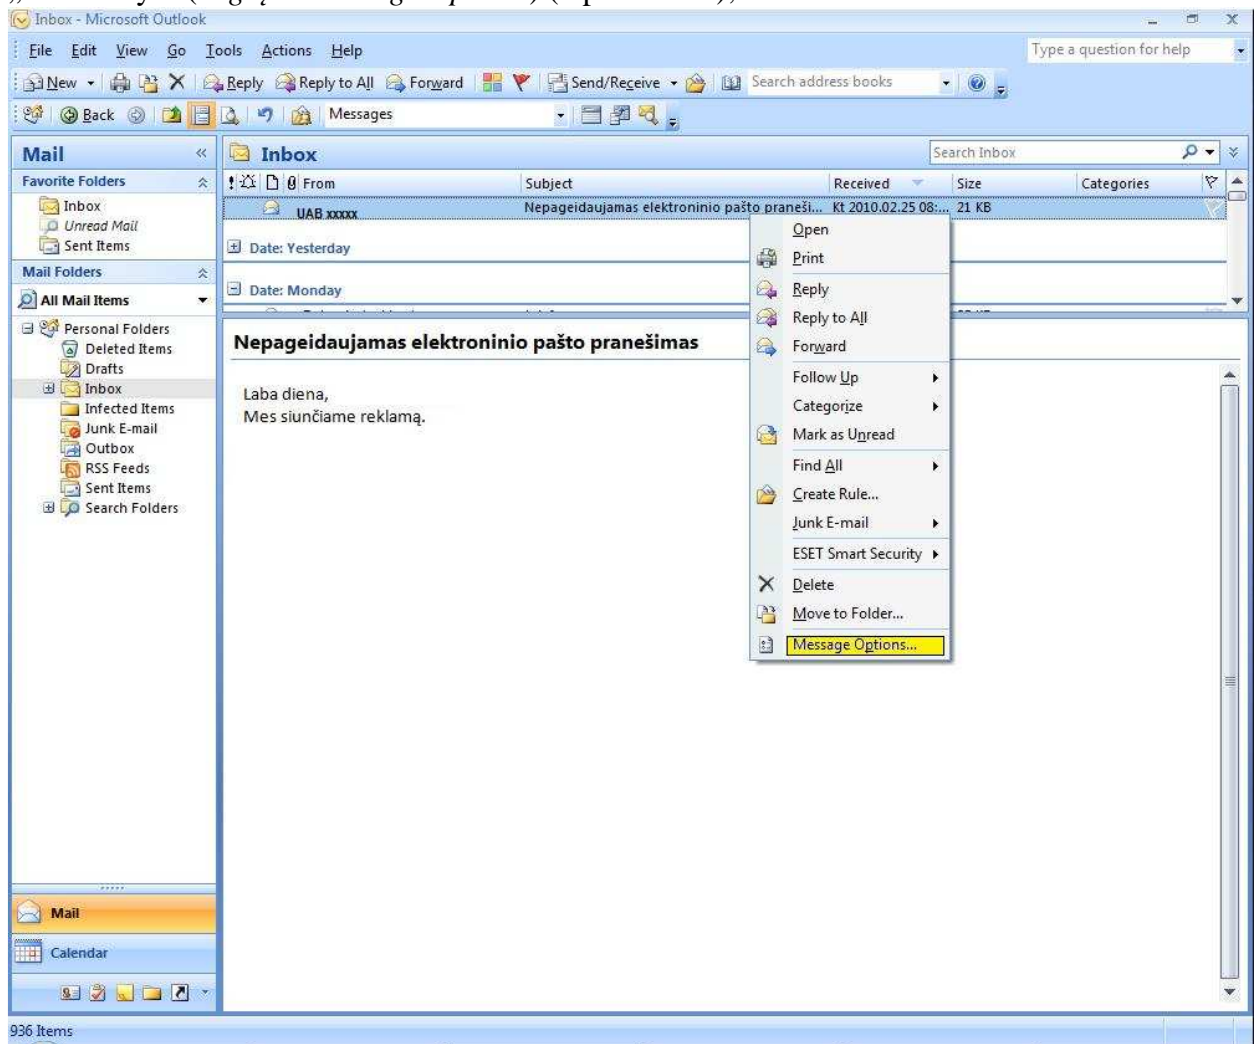 Inbox - Microsoft Outlook
File Edit View Go Tools Actions Help
Type a question for help
New Reply Reply to All Forward Send/Receive Search address books
Back Messages
Mail
Inbox
Search Inbox
Favorite Folders
From Subject Received Size Categories
Inbox
UAB xxxxx Nepageidaujamas elektroninio pašto praneši... Kt 2010.02.25 08:... 21 KB
Unread Mail
Sent Items
Date: Yesterday
Mail Folders
Date: Monday
All Mail Items
Personal Folders
Deleted Items
Drafts
Inbox
Infected Items
Junk E-mail
Outbox
RSS Feeds
Sent Items
Search Folders
Nepageidaujamas elektroninio pašto pranešimas
Laba diena,
Mes siunčiame reklamą.
Open
Print
Reply
Reply to All
Forward
Follow Up
Categorize
Mark as Unread
Find All
Create Rule...
Junk E-mail
ESET Smart Security
Delete
Move to Folder...
Message Options...
Mail
Calendar
936 Items